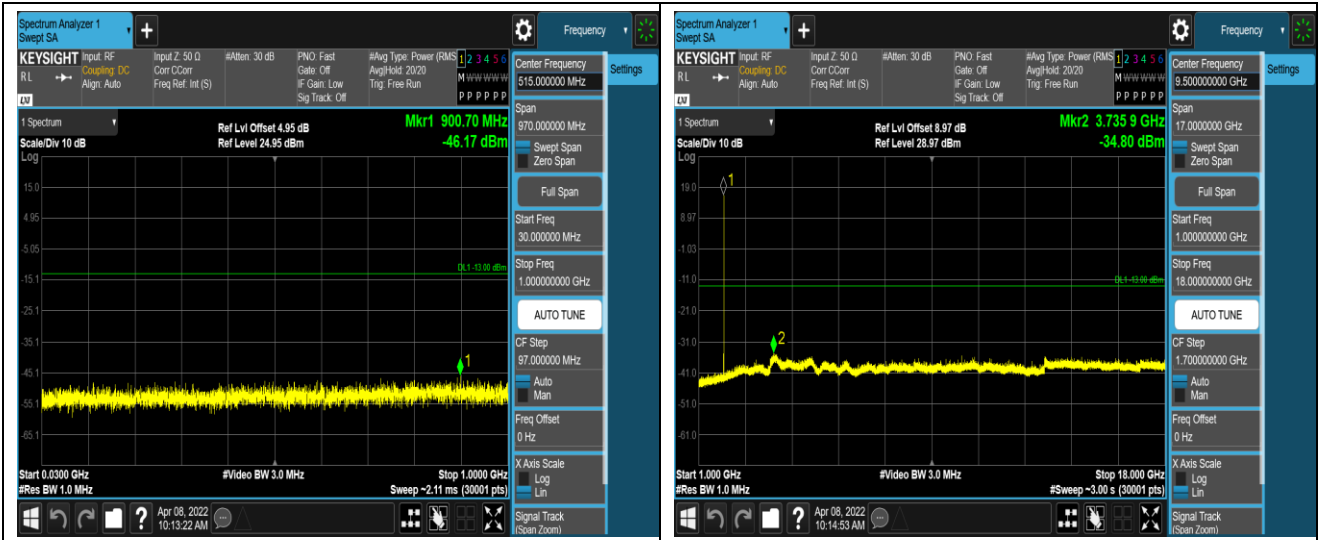 Spectrum Analyzer 1
Swept SA
+
Frequency
KEYSIGHT
R L
LXI
Input: RF
Coupling: DC
Align: Auto
Input Z: 50 Ω
Corr CCorr
Freq Ref: Int (S)
#Atten: 30 dB
PNO: Fast
Gate: Off
IF Gain: Low
Sig Track: Off
#Avg Type: Power (RMS
Avg|Hold: 20/20
Trig: Free Run
1 2 3 4 5 6
M W W W W W
P P P P P P
1 Spectrum
Scale/Div 10 dB
Log
Ref Lvl Offset 4.95 dB
Ref Level 24.95 dBm
Mkr1 900.70 MHz
-46.17 dBm
15.0
4.95
-5.05
DL1 -13.00 dBm
-15.1
-25.1
-35.1
1
-45.1
-55.1
-65.1
Start 0.0300 GHz
#Video BW 3.0 MHz
Stop 1.0000 GHz
#Res BW 1.0 MHz
Sweep ~2.11 ms (30001 pts)
?
Apr 08, 2022
10:13:22 AM
Center Frequency
515.000000 MHz
Settings
Span
970.000000 MHz
Swept Span
Zero Span
Full Span
Start Freq
30.000000 MHz
Stop Freq
1.000000000 GHz
AUTO TUNE
CF Step
97.000000 MHz
Auto
Man
Freq Offset
0 Hz
X Axis Scale
Log
Lin
Signal Track
(Span Zoom)
Spectrum Analyzer 1
Swept SA
+
Frequency
KEYSIGHT
R L
LXI
Input: RF
Coupling: DC
Align: Auto
Input Z: 50 Ω
Corr CCorr
Freq Ref: Int (S)
#Atten: 30 dB
PNO: Fast
Gate: Off
IF Gain: Low
Sig Track: Off
#Avg Type: Power (RMS
Avg|Hold: 20/20
Trig: Free Run
1 2 3 4 5 6
M W W W W W
P P P P P P
1 Spectrum
Scale/Div 10 dB
Log
Ref Lvl Offset 8.97 dB
Ref Level 28.97 dBm
Mkr2 3.735 9 GHz
-34.80 dBm
1
19.0
8.97
-1.03
-11.0
DL1 -13.00 dBm
-21.0
-31.0
2
-41.0
-51.0
-61.0
Start 1.000 GHz
#Video BW 3.0 MHz
Stop 18.000 GHz
#Res BW 1.0 MHz
#Sweep ~3.00 s (30001 pts)
?
Apr 08, 2022
10:14:53 AM
Center Frequency
9.500000000 GHz
Settings
Span
17.0000000 GHz
Swept Span
Zero Span
Full Span
Start Freq
1.000000000 GHz
Stop Freq
18.000000000 GHz
AUTO TUNE
CF Step
1.700000000 GHz
Auto
Man
Freq Offset
0 Hz
X Axis Scale
Log
Lin
Signal Track
(Span Zoom)